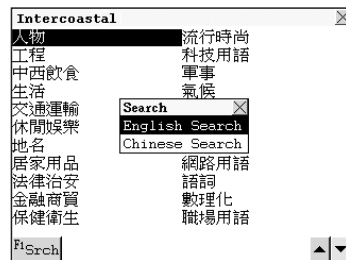 Intercoastal
人物 流行時尚
工程 科技用語
中西飲食 軍事
生活 氣候
交通運輸 Search
休閒娛樂 English Search
地名 Chinese Search
居家用品 網路用語
法律治安 語詞
金融商貿 數理化
保健衛生 職場用語
F1Srch